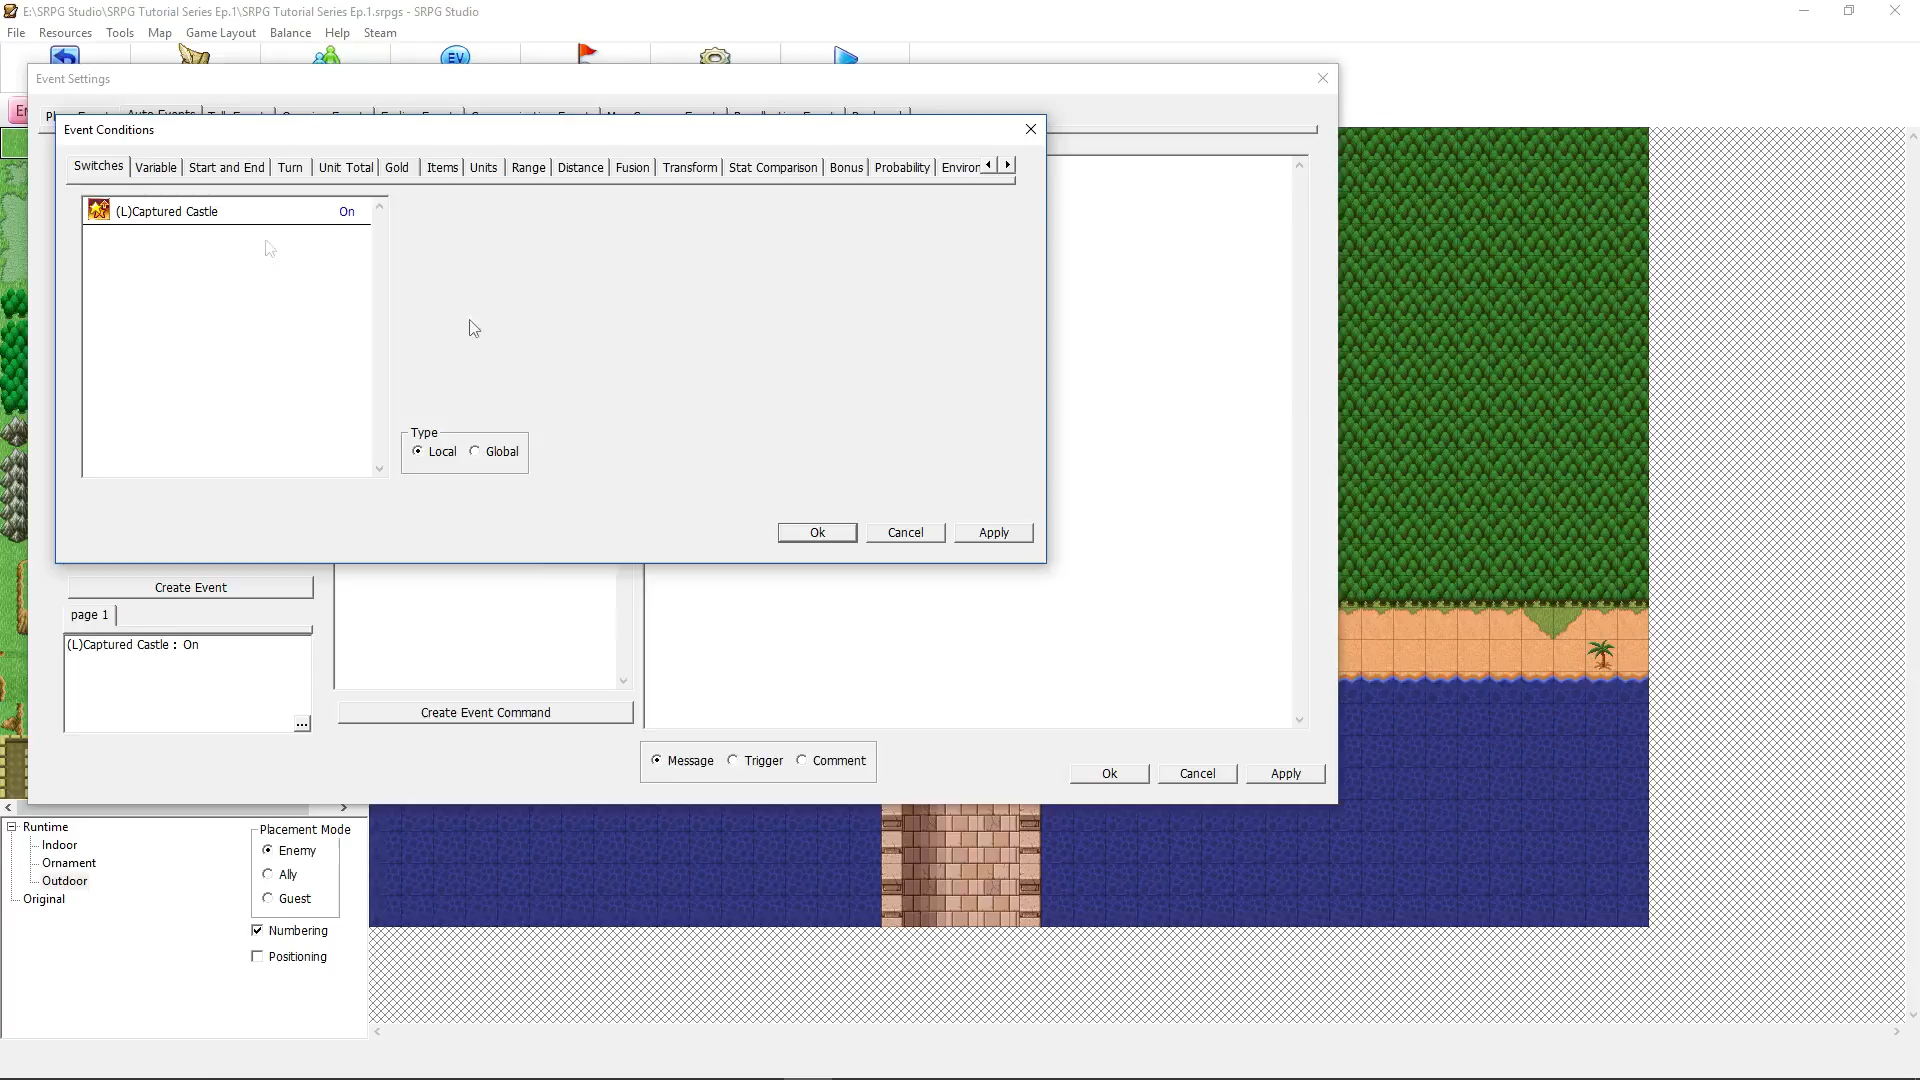 E:\SRPG Studio\SRPG Tutorial Series Ep.1\SRPG Tutorial Series Ep.1.srpgs - SRPG Studio
File Resources Tools Map Game Layout Balance Help Steam
EV
Event Settings
Auto Events
Event Conditions
Switches Variable Start and End Turn Unit Total Gold Items Units Range Distance Fusion Transform Stat Comparison Bonus Probability Environ
(L)Captured Castle On
Type
Local Global
Ok Cancel Apply
Create Event
page 1
(L)Captured Castle : On
...
Create Event Command
Message Trigger Comment
Ok Cancel Apply
Runtime
Indoor
Ornament
Outdoor
Original
Placement Mode
Enemy
Ally
Guest
Numbering
Positioning